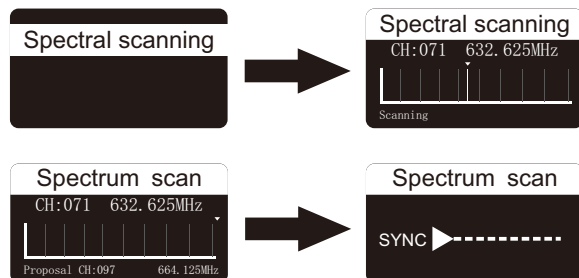 Spectral scanning
Spectral scanning
CH:071 632.625MHz
Scanning
Spectrum scan
CH:071 632.625MHz
Proposal CH:097 664.125MHz
Spectrum scan
SYNC